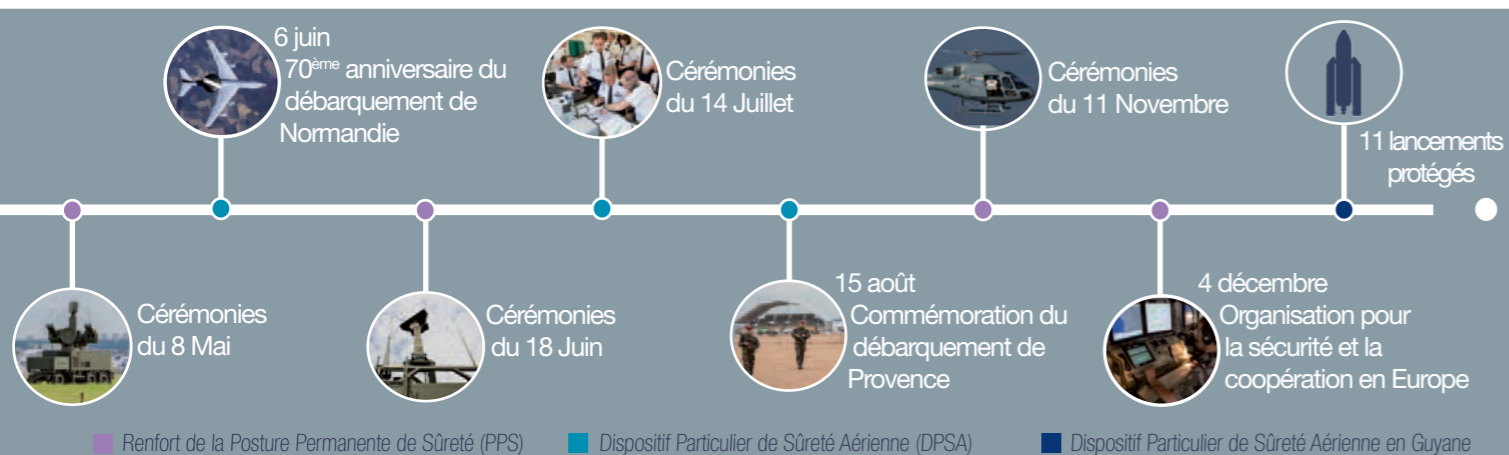 6 juin
70ème anniversaire du
débarquement de
Normandie
Cérémonies
du 14 Juillet
Cérémonies
du 11 Novembre
11 lancements
protégés
Cérémonies
du 8 Mai
Cérémonies
du 18 Juin
15 août
Commémoration du
débarquement de
Provence
4 décembre
Organisation pour
la sécurité et la
coopération en Europe
Renfort de la Posture Permanente de Sûreté (PPS)
Dispositif Particulier de Sûreté Aérienne (DPSA)
Dispositif Particulier de Sûreté Aérienne en Guyane